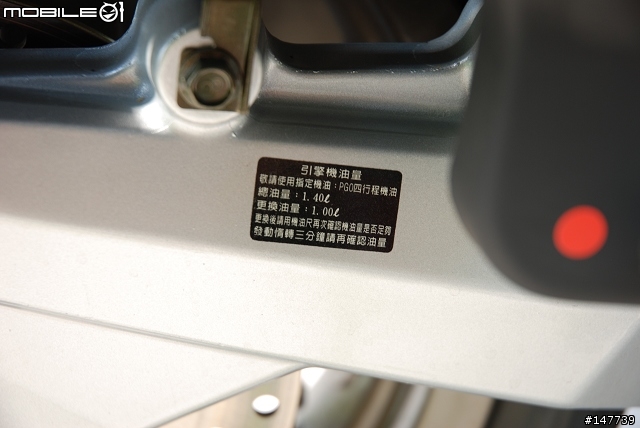 MOBILE01
引擎機油量
敬請使用指定機油：PGO四行程機油
總油量：1.40ℓ
更換油量：1.00ℓ
更換後請用機油尺再次確認機油量是否足夠
發動惰轉三分鐘請再確認油量
#147739